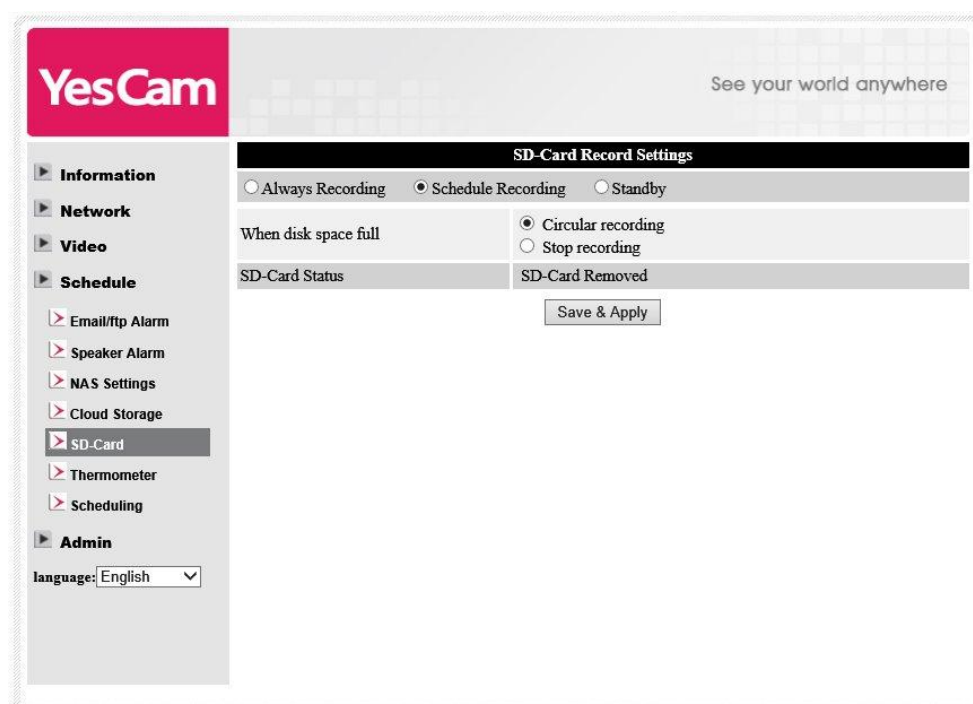 YesCam
See your world anywhere
Information
Network
Video
Schedule
Email/ftp Alarm
Speaker Alarm
NAS Settings
Cloud Storage
SD-Card
Thermometer
Scheduling
Admin
language: English
SD-Card Record Settings
Always Recording Schedule Recording Standby
When disk space full
Circular recording
Stop recording
SD-Card Status SD-Card Removed
Save & Apply